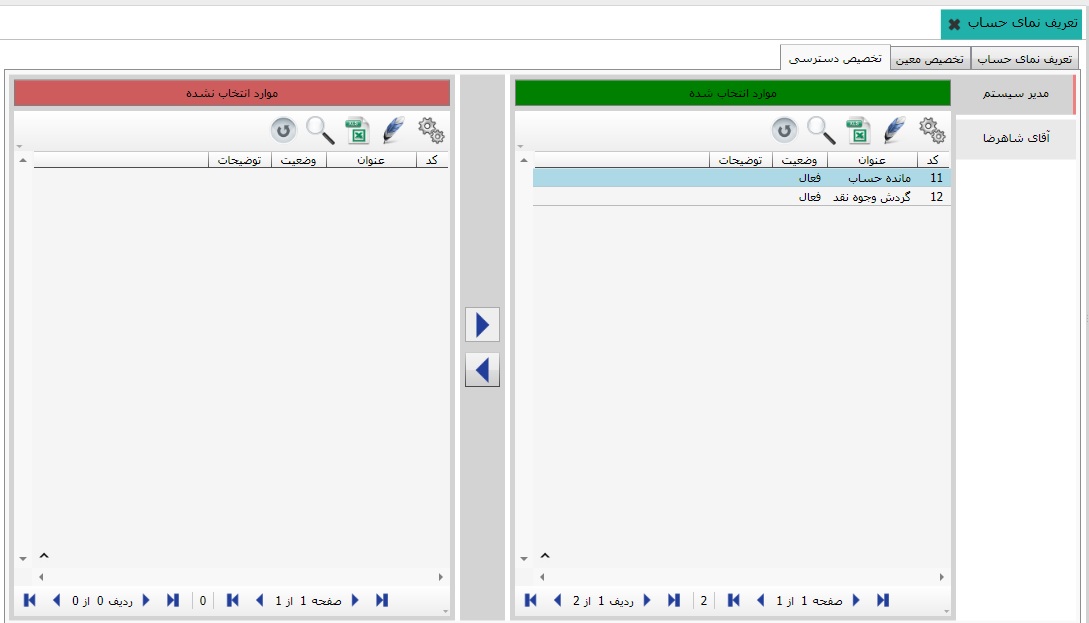 تعریف نمای حساب
تعریف نمای حساب
تخصیص معین
تخصیص دسترسی
مدیر سیستم
آقای شاهرضا
موارد انتخاب شده
کد عنوان وضعیت توضیحات
11 مانده حساب فعال
12 گردش وجوه نقد فعال
صفحه 1 از 1
2
ردیف 1 از 2
موارد انتخاب نشده
کد عنوان وضعیت توضیحات
صفحه 1 از 1
0
ردیف 0 از 0